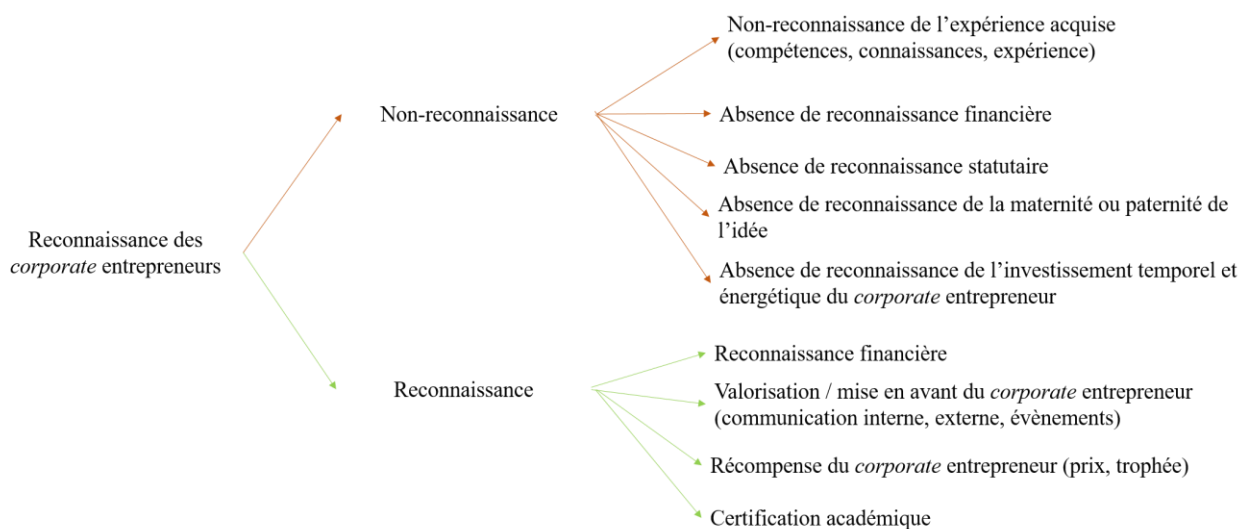 Non-reconnaissance de l’expérience acquise
(compétences, connaissances, expérience)
Non-reconnaissance
Absence de reconnaissance financière
Absence de reconnaissance statutaire
Absence de reconnaissance de la maternité ou paternité de
l’idée
Reconnaissance des
corporate entrepreneurs
Absence de reconnaissance de l’investissement temporel et
énergétique du corporate entrepreneur
Reconnaissance financière
Reconnaissance
Valorisation / mise en avant du corporate entrepreneur
(communication interne, externe, évènements)
Récompense du corporate entrepreneur (prix, trophée)
Certification académique